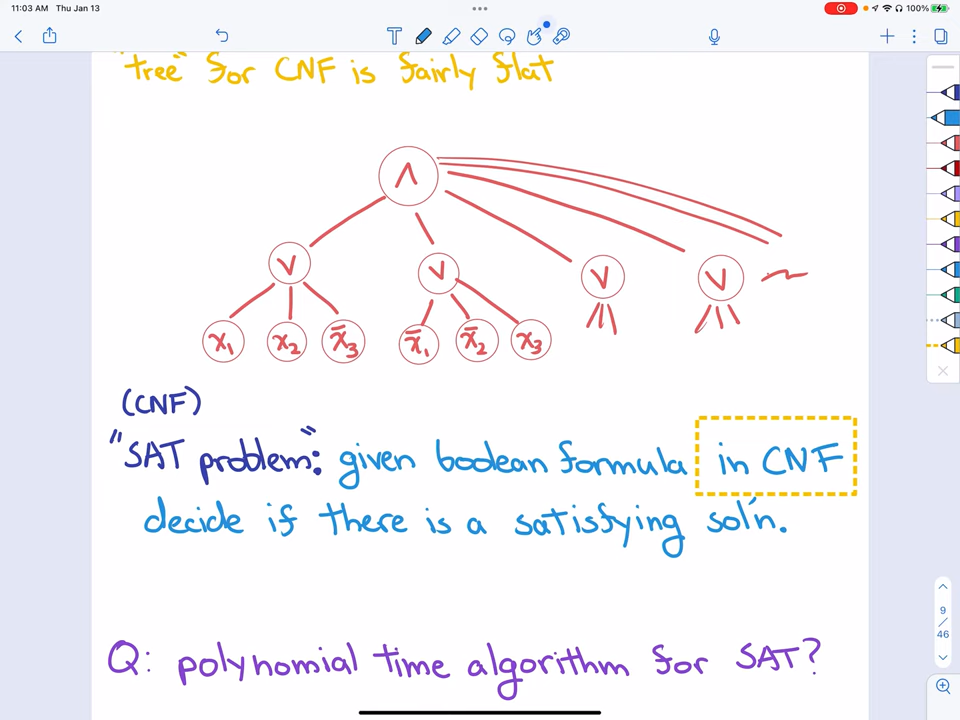 11:03 AM Thu Jan 13
100%
"tree" for CNF is fairly flat
∧
∨ ∨ ∨ ∨
x₁ x₂ x̄₃ x̄₁ x̄₂ x₃
(CNF)
"SAT problem": given boolean formula in CNF
decide if there is a satisfying sol'n.
9
/
46
Q: polynomial time algorithm for SAT?